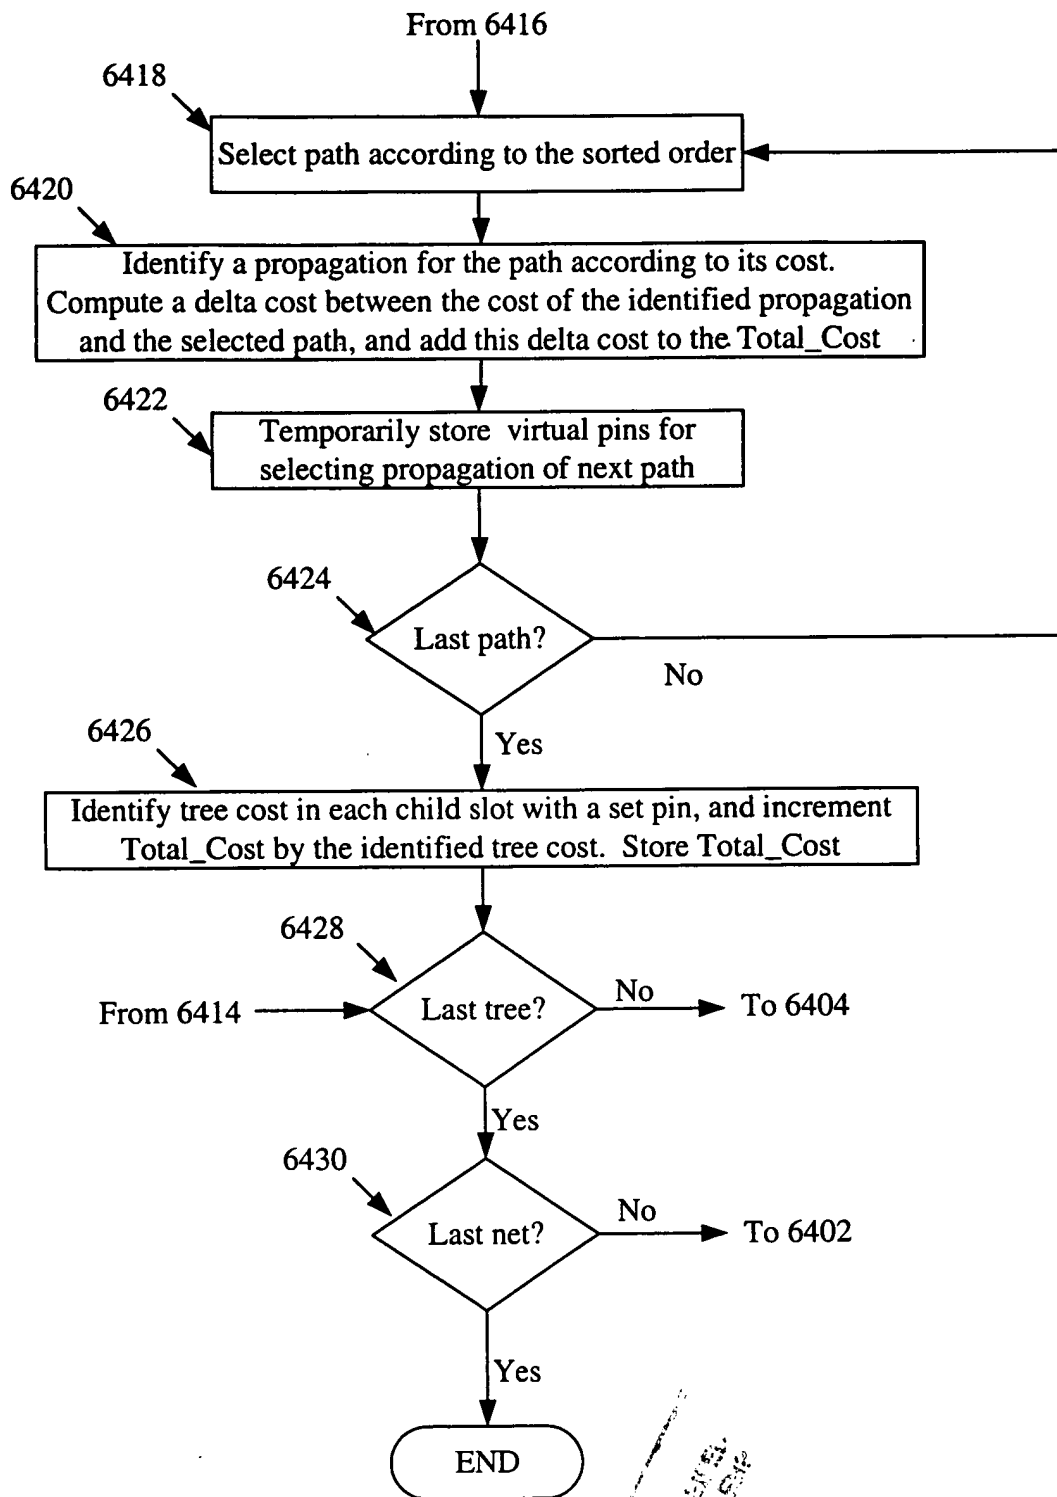 From 6416
6418
Select path according to the sorted order
6420
Identify a propagation for the path according to its cost.
Compute a delta cost between the cost of the identified propagation
and the selected path, and add this delta cost to the Total_Cost
6422
Temporarily store virtual pins for
selecting propagation of next path
6424
Last path?
No
Yes
6426
Identify tree cost in each child slot with a set pin, and increment
Total_Cost by the identified tree cost. Store Total_Cost
6428
From 6414
Last tree?
No
To 6404
Yes
6430
Last net?
No
To 6402
Yes
END